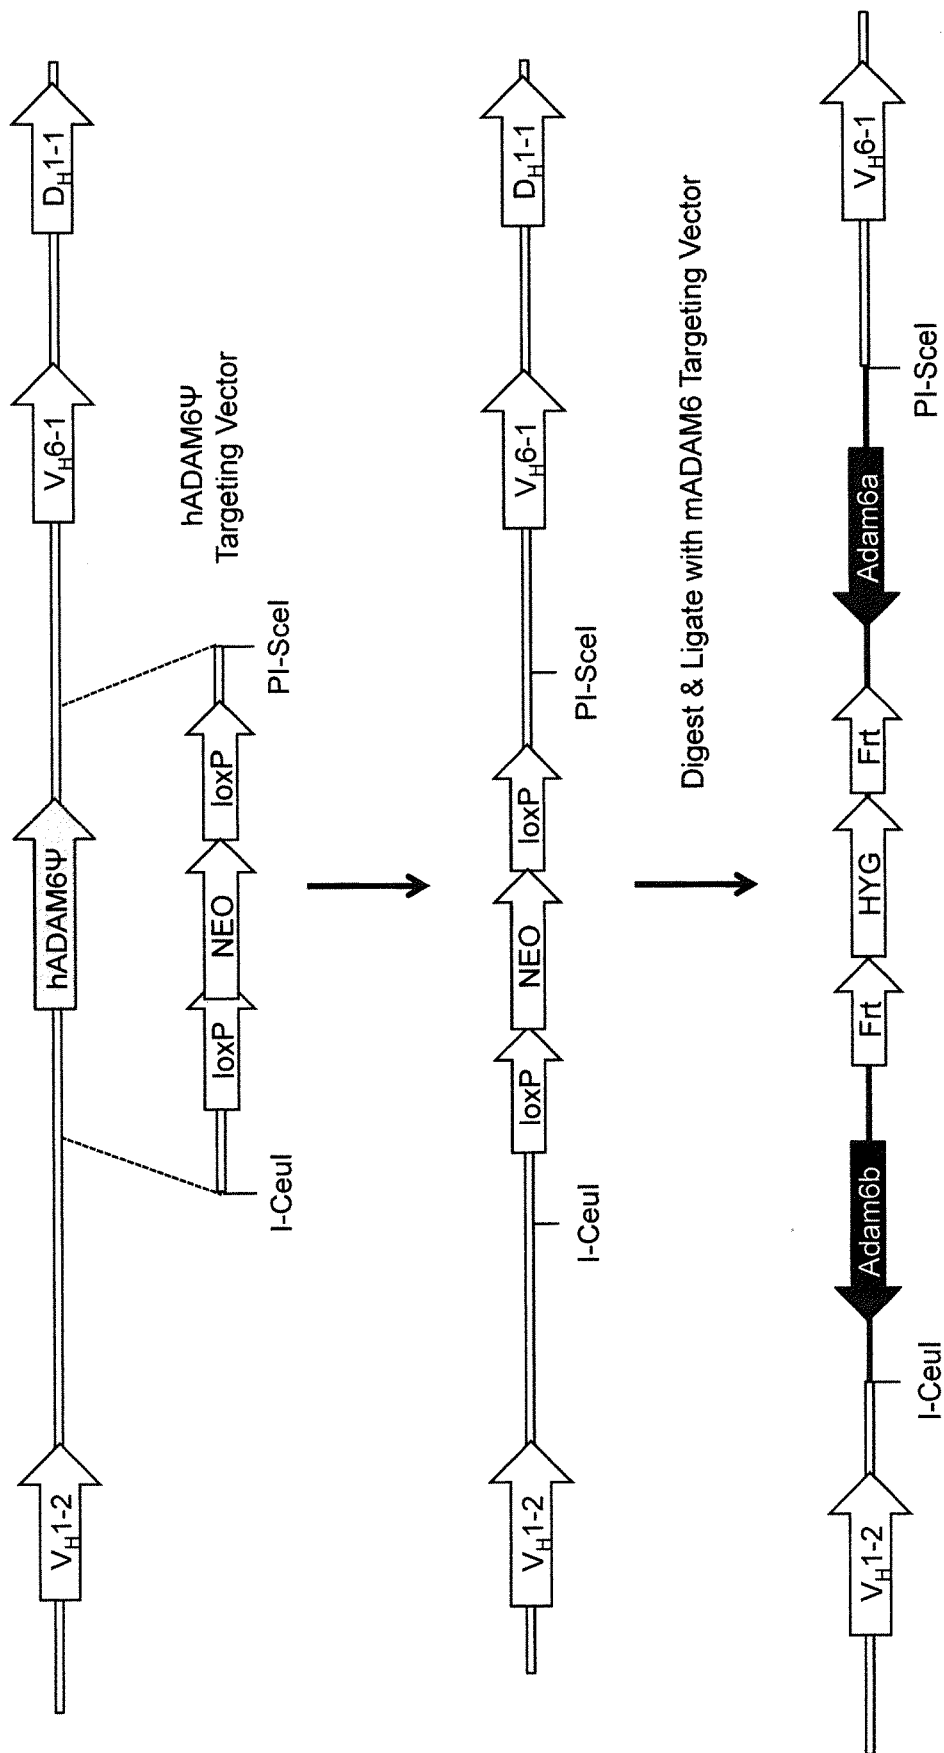 V_H1-2
hADAM6Ψ
V_H6-1
D_H1-1
hADAM6Ψ
Targeting Vector
loxP
NEO
loxP
I-CeuI
PI-SceI
V_H1-2
loxP
NEO
loxP
V_H6-1
D_H1-1
I-CeuI
PI-SceI
Digest & Ligate with mADAM6 Targeting Vector
V_H1-2
Adam6b
Frt
HYG
Frt
Adam6a
V_H6-1
I-CeuI
PI-SceI